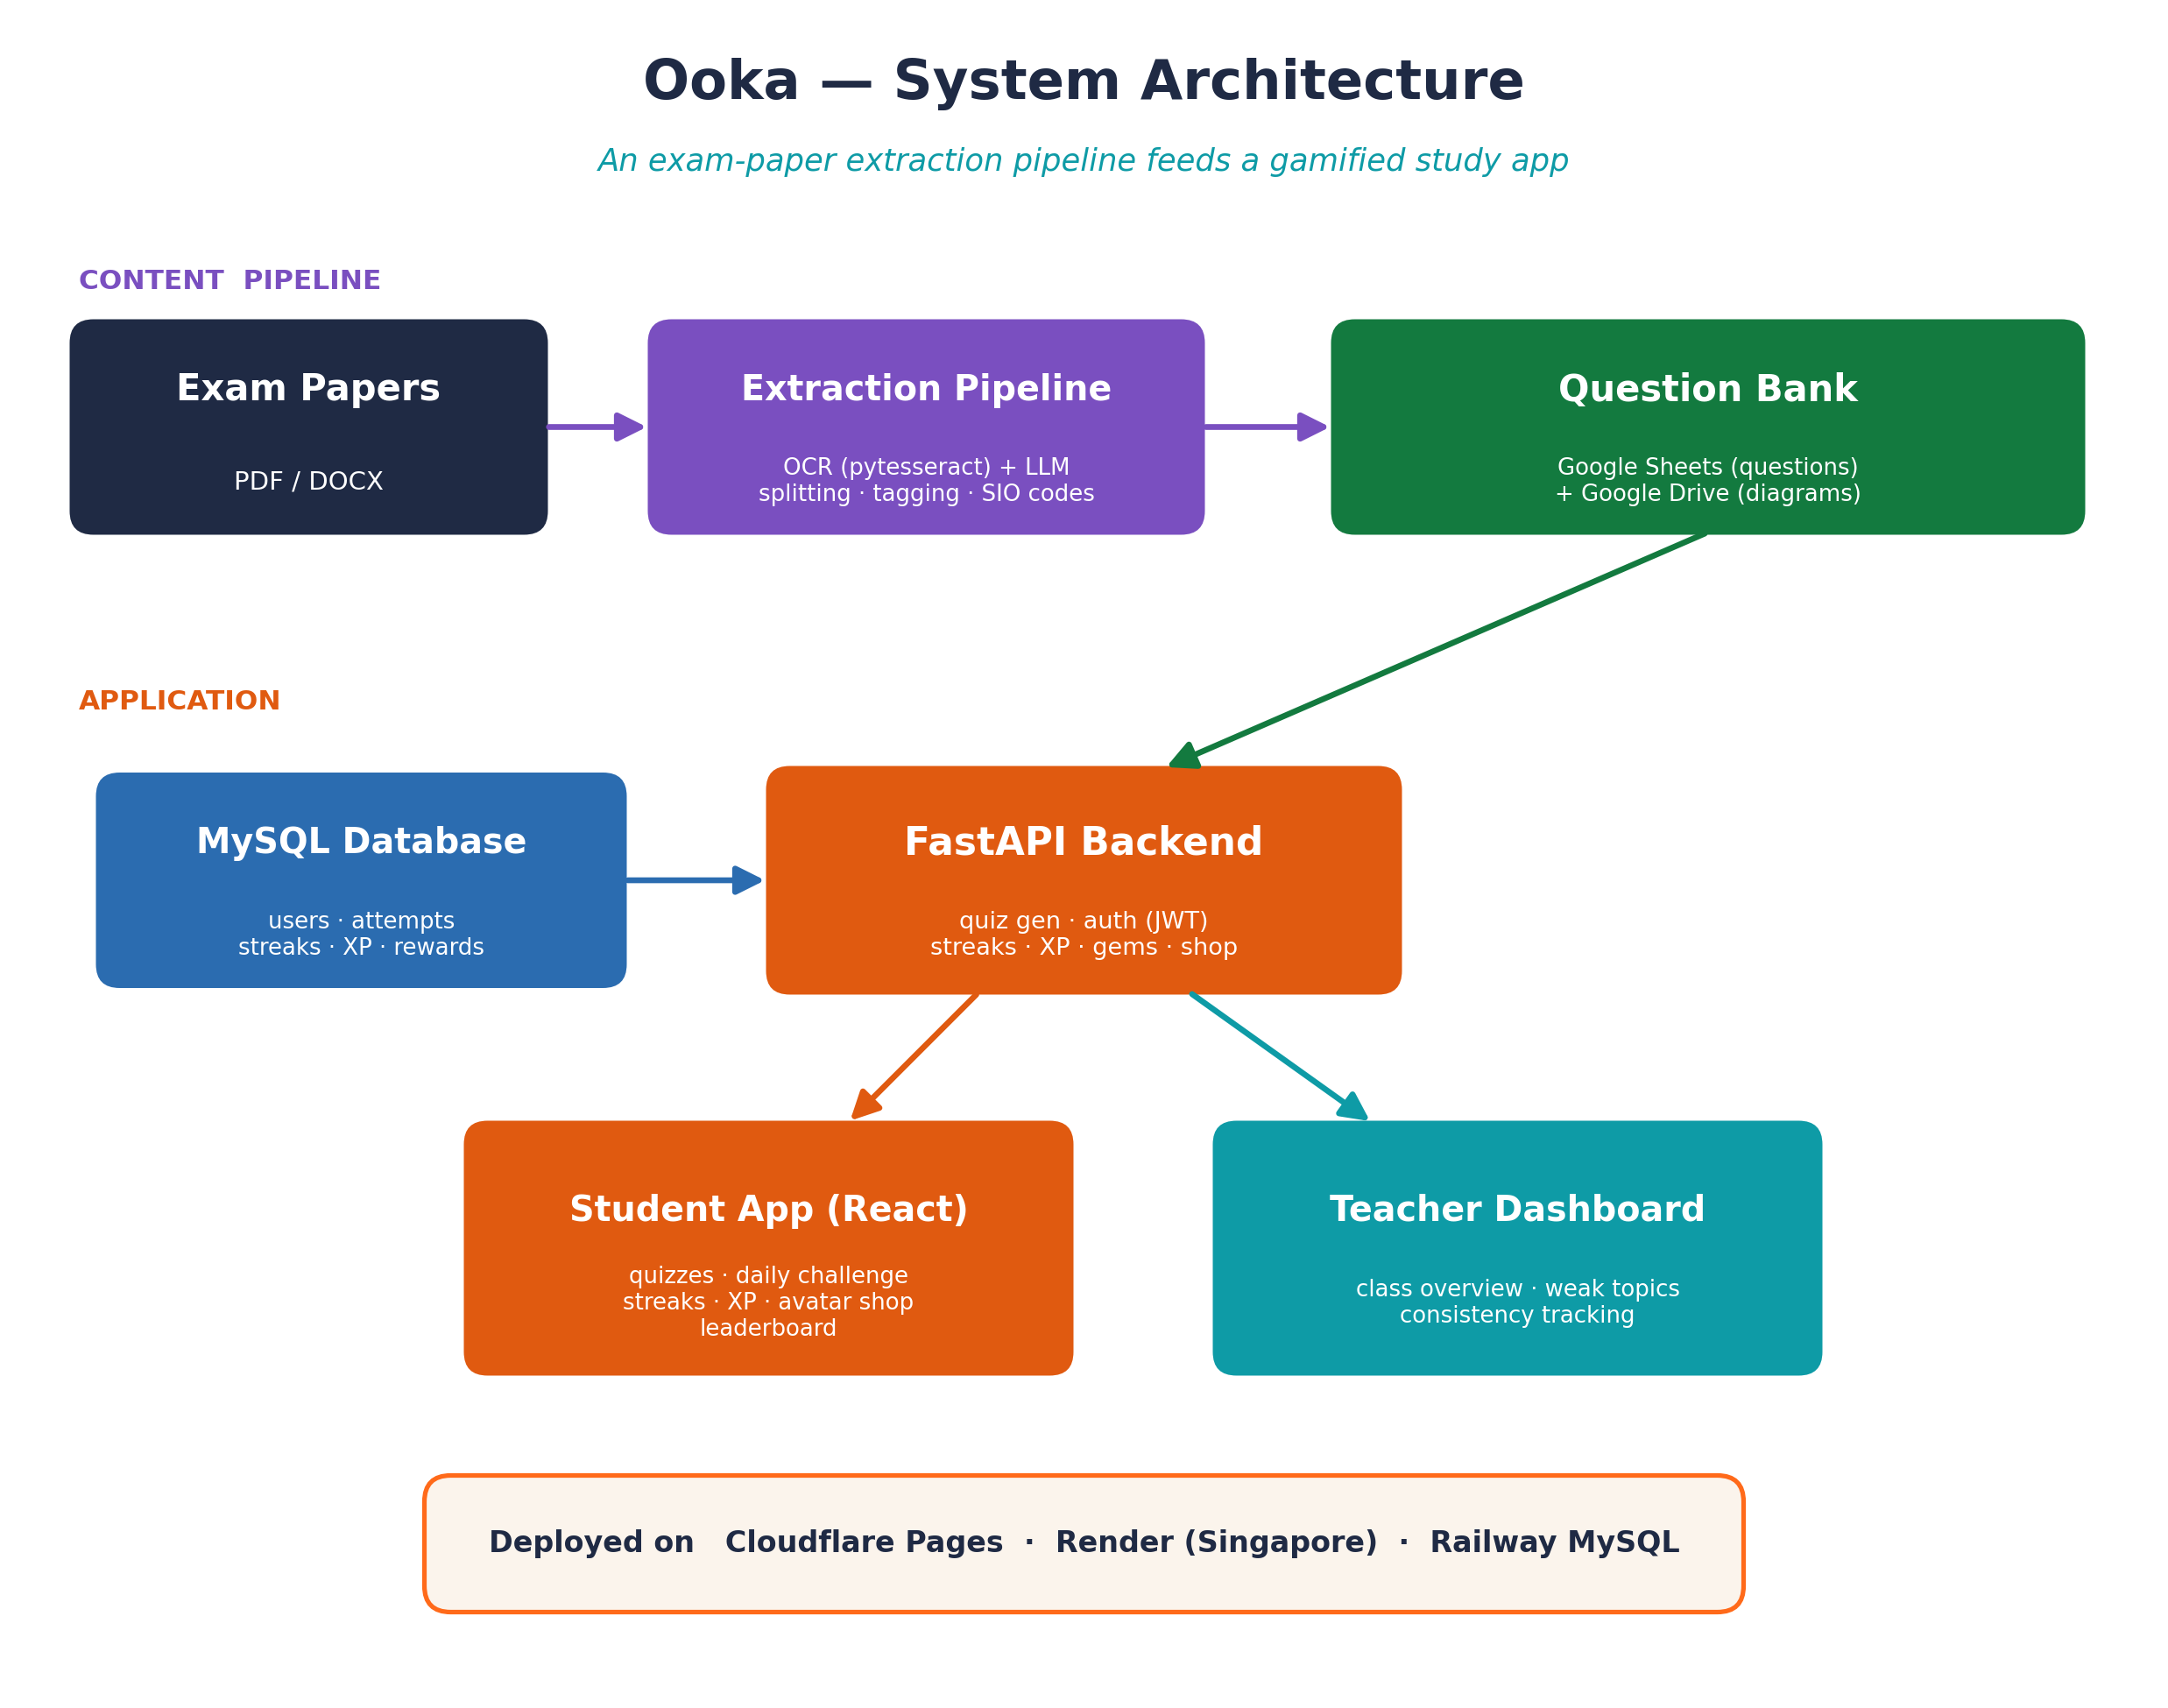 Ooka — System Architecture
An exam-paper extraction pipeline feeds a gamified study app
CONTENT PIPELINE
Exam Papers
PDF / DOCX
Extraction Pipeline
OCR (pytesseract) + LLM
splitting · tagging · SIO codes
Question Bank
Google Sheets (questions)
+ Google Drive (diagrams)
APPLICATION
MySQL Database
users · attempts
streaks · XP · rewards
FastAPI Backend
quiz gen · auth (JWT)
streaks · XP · gems · shop
Student App (React)
quizzes · daily challenge
streaks · XP · avatar shop
leaderboard
Teacher Dashboard
class overview · weak topics
consistency tracking
Deployed on Cloudflare Pages · Render (Singapore) · Railway MySQL